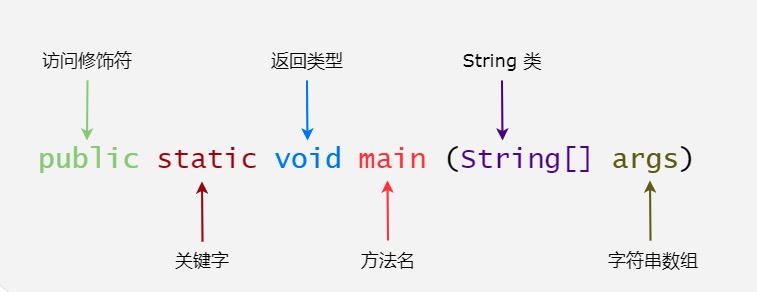 访问修饰符 返回类型 String 类
public static void main (String[] args)
关键字 方法名 字符串数组